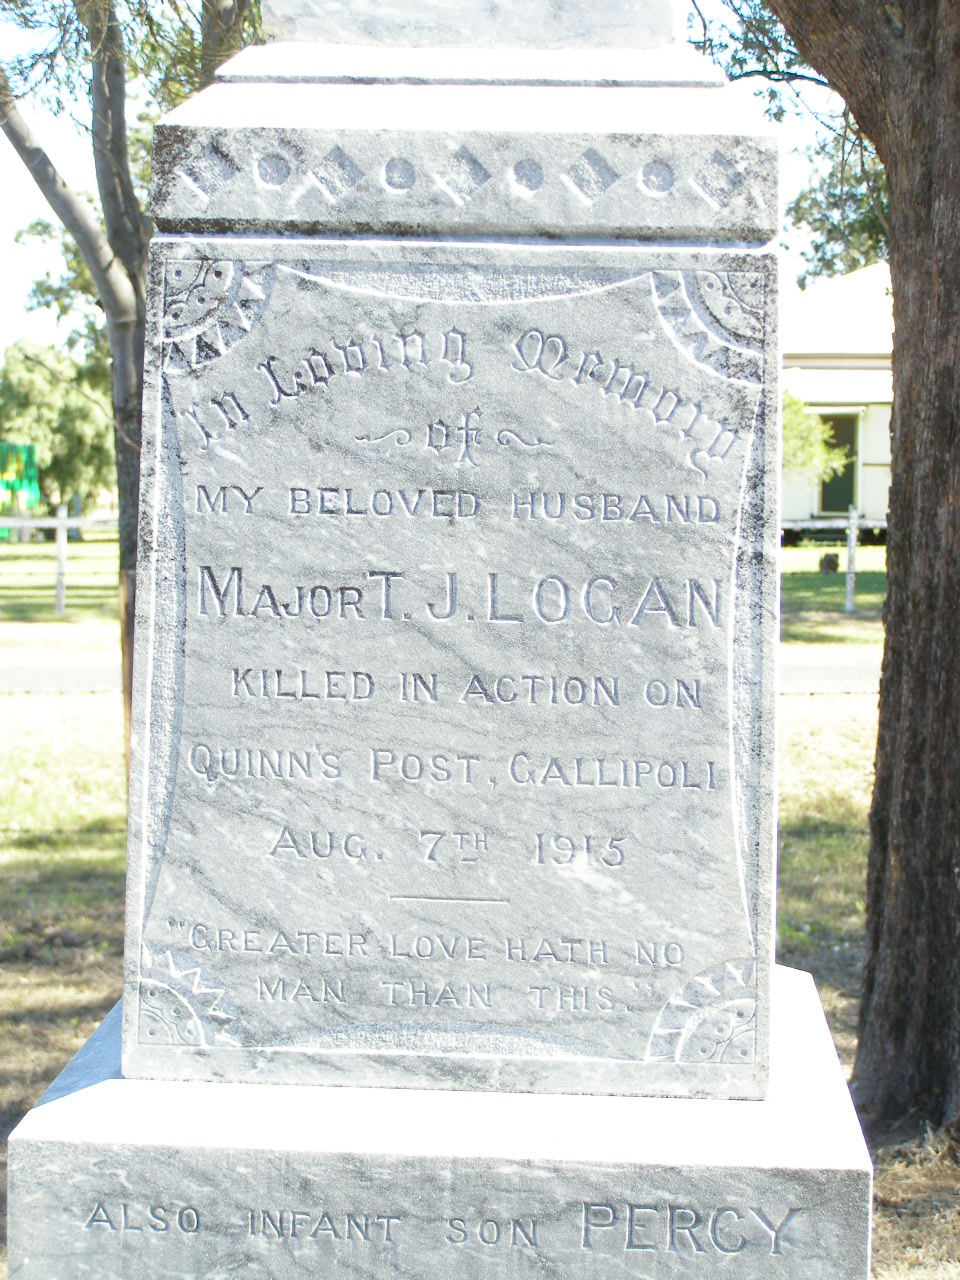 In Loving Memory
of
MY BELOVED HUSBAND
MAJOR T. J. LOGAN
KILLED IN ACTION ON
QUINN'S POST, GALLIPOLI
AUG. 7TH 1915
"GREATER LOVE HATH NO
MAN THAN THIS."
ALSO INFANT SON PERCY